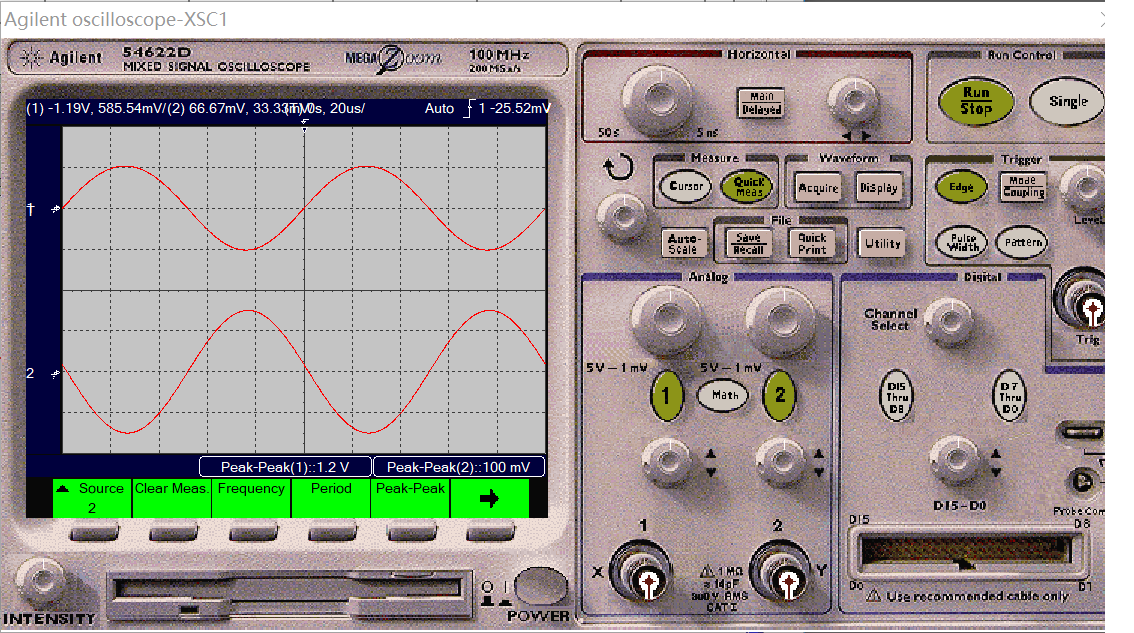 Agilent oscilloscope-XSC1
Agilent
54622D
MIXED SIGNAL OSCILLOSCOPE
MEGA Zoom
100 MHz
200 MSa/s
(1) -1.19V, 585.54mV/(2) 66.67mV, 33.33
0s, 20us/
Auto
1 -25.52mV
1
2
Peak-Peak(1)::1.2 V
Peak-Peak(2)::100 mV
Source
2
Clear Meas.
Frequency
Period
Peak-Peak
INTENSITY
POWER
Horizontal
50s
5 ns
Main
Delayed
Run Control
Run
Stop
Single
Measure
Cursor
Quick
Meas
Waveform
Acquire
Display
Trigger
Edge
Mode
Coupling
Level
Pulse
Width
Pattern
Auto-
Scale
File
Save
Recall
Quick
Print
Utility
Analog
5V – 1 mV
5V – 1 mV
1
Math
2
1
2
X
Y
1 MΩ
≈ 14pF
300 V RMS
CAT I
Digital
Channel
Select
D15
Thru
D8
D7
Thru
D0
D15-D0
Trig
Probe Com
D15
D8
D0
D7
Use recommended cable only